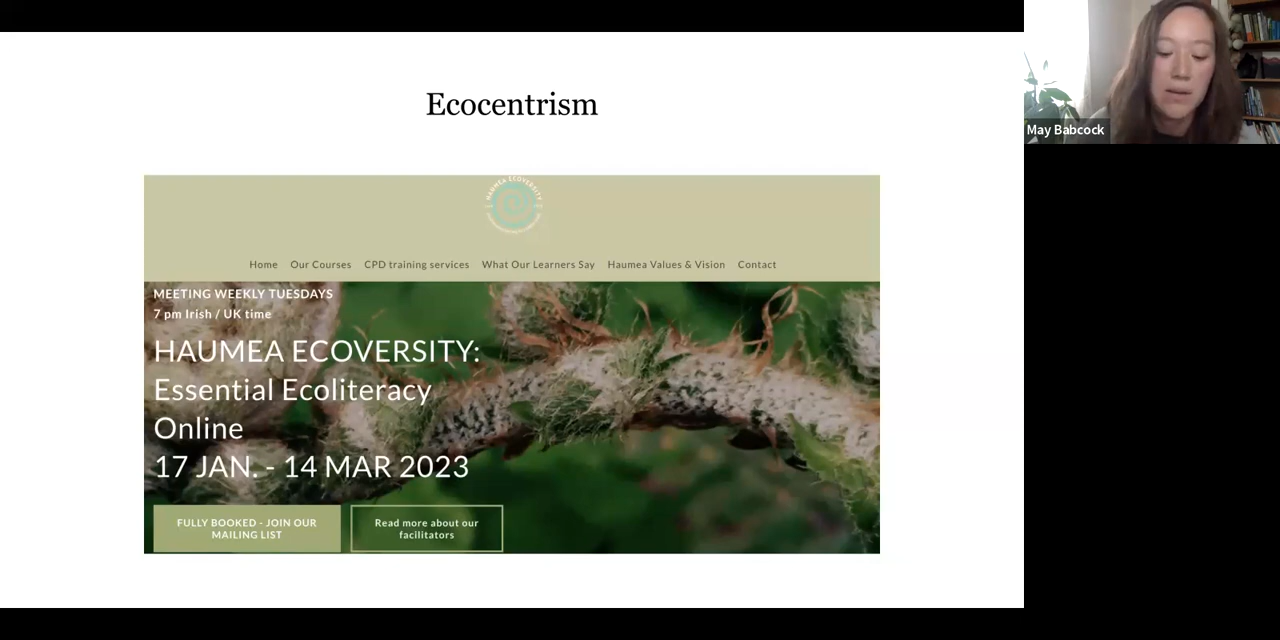 Ecocentrism
May Babcock
HAUMEA ECOVERSITY
Home Our Courses CPD training services What Our Learners Say Haumea Values & Vision Contact
MEETING WEEKLY TUESDAYS
7 pm Irish / UK time
HAUMEA ECOVERSITY:
Essential Ecoliteracy
Online
17 JAN. - 14 MAR 2023
FULLY BOOKED - JOIN OUR
MAILING LIST
Read more about our
facilitators